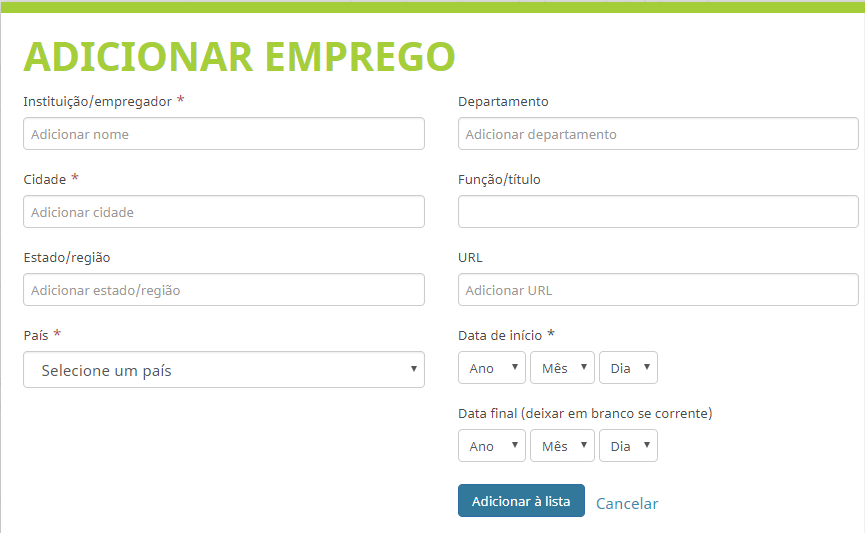 ADICIONAR EMPREGO
Instituição/empregador *
Adicionar nome
Cidade *
Adicionar cidade
Estado/região
Adicionar estado/região
País *
Selecione um país
Departamento
Adicionar departamento
Função/título
URL
Adicionar URL
Data de início *
Ano Mês Dia
Data final (deixar em branco se corrente)
Ano Mês Dia
Adicionar à lista Cancelar